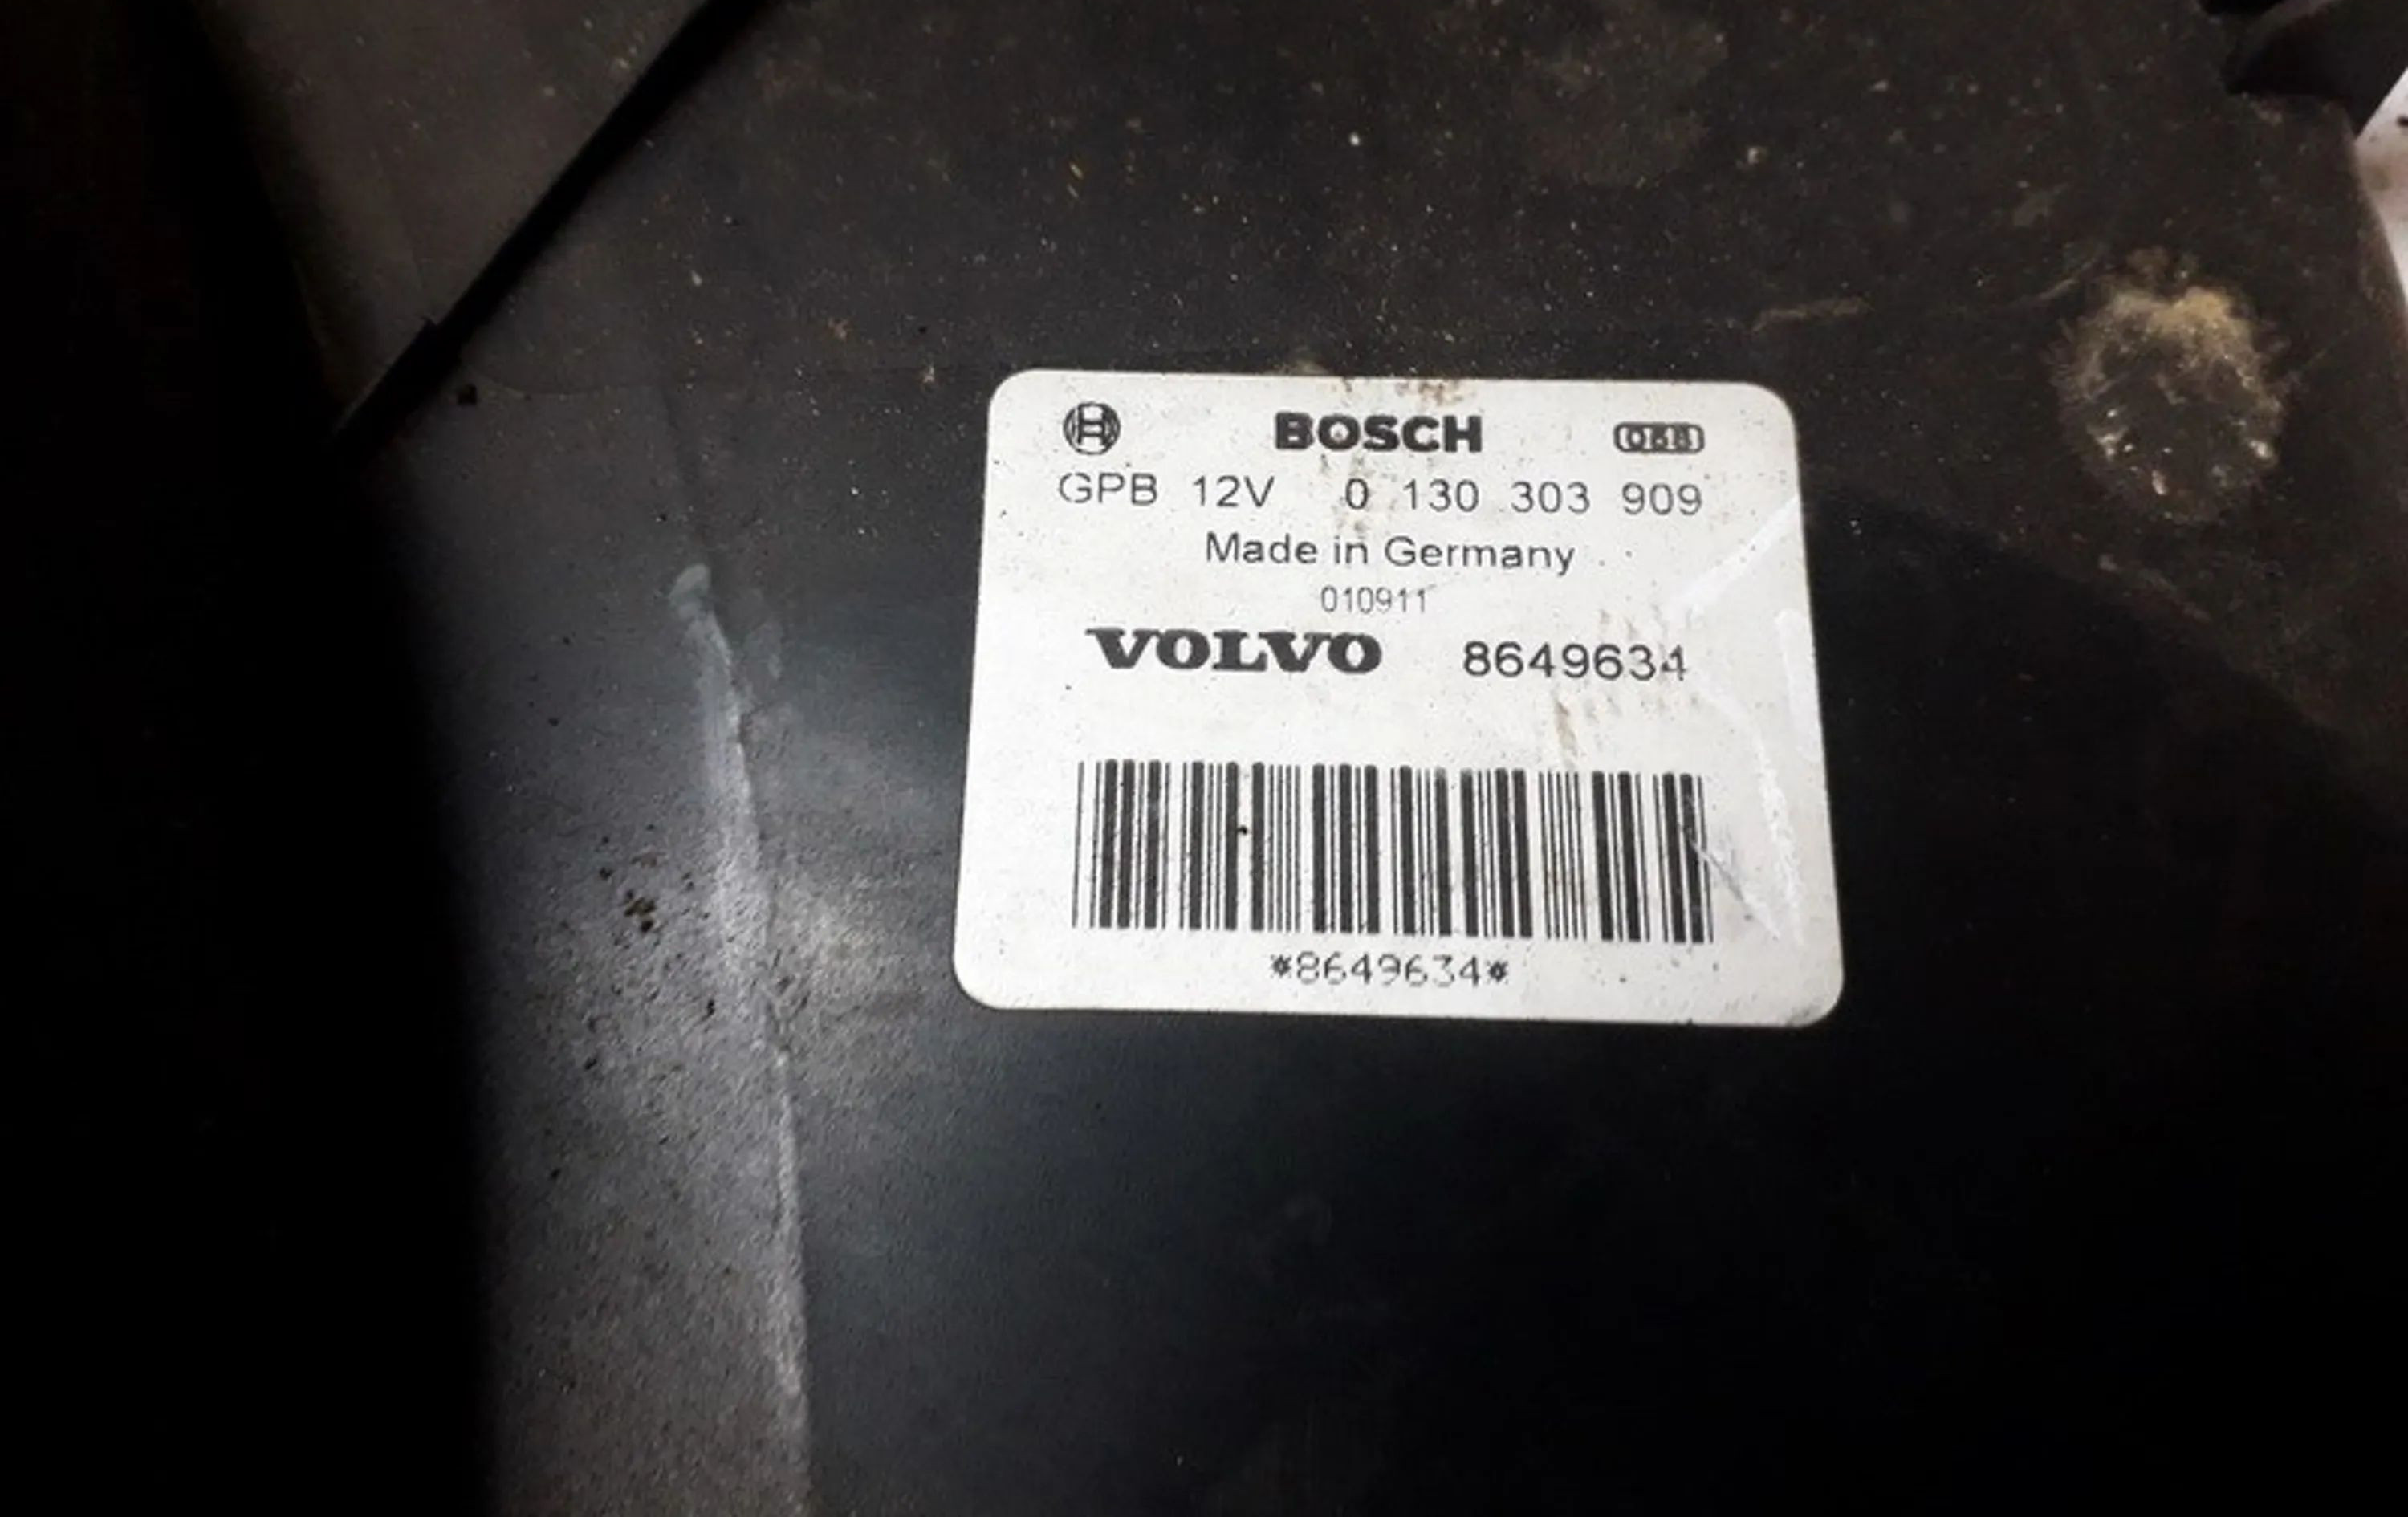 BOSCH
GPB 12V 0 130 303 909
Made in Germany
010911
VOLVO 8649634
*8649634*